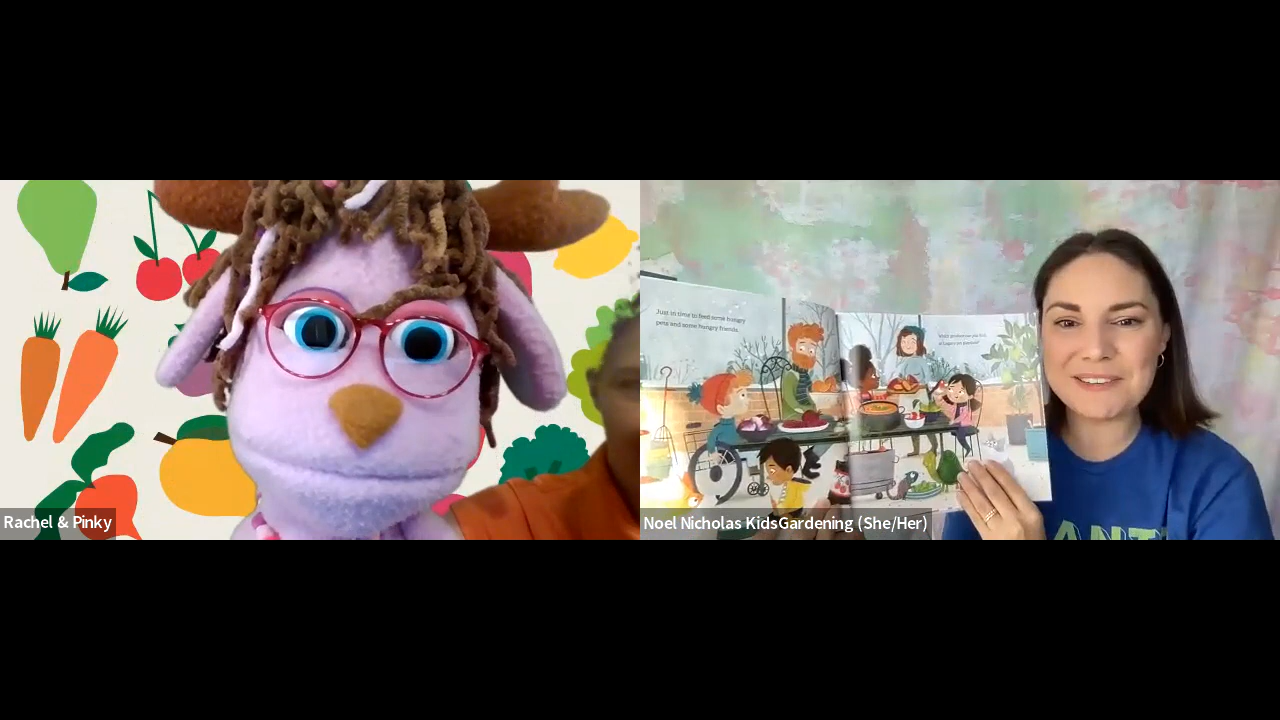 Just in time to feed some hungry
pets and some hungry friends.
Rachel & Pinky
Noel Nicholas KidsGardening (She/Her)